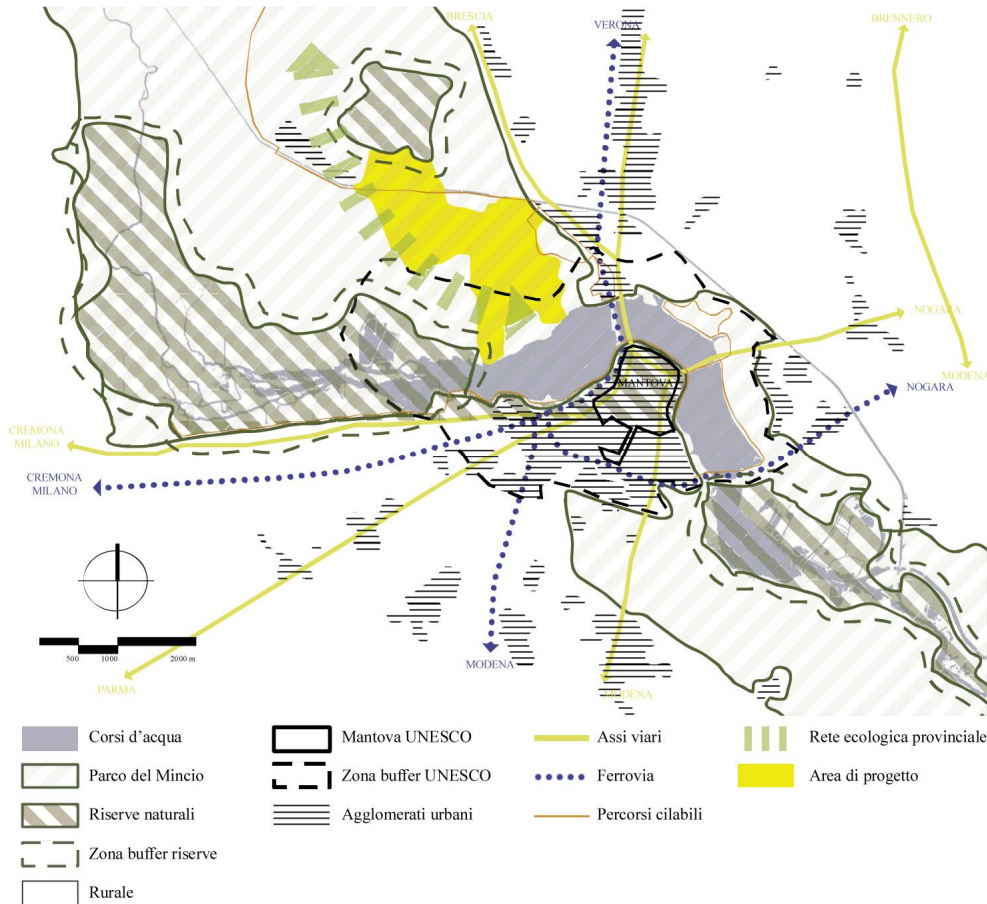 BRESCIA
VERONA
BRENNERO
NOGARA
MODENA
NOGARA
MANTOVA
CREMONA
MILANO
CREMONA
MILANO
500 1000 2000 m
PARMA
MODENA
MODENA
Corsi d'acqua
Parco del Mincio
Riserve naturali
Zona buffer riserve
Rurale
Mantova UNESCO
Zona buffer UNESCO
Agglomerati urbani
Assi viari
Ferrovia
Percorsi cilabili
Rete ecologica provinciale
Area di progetto